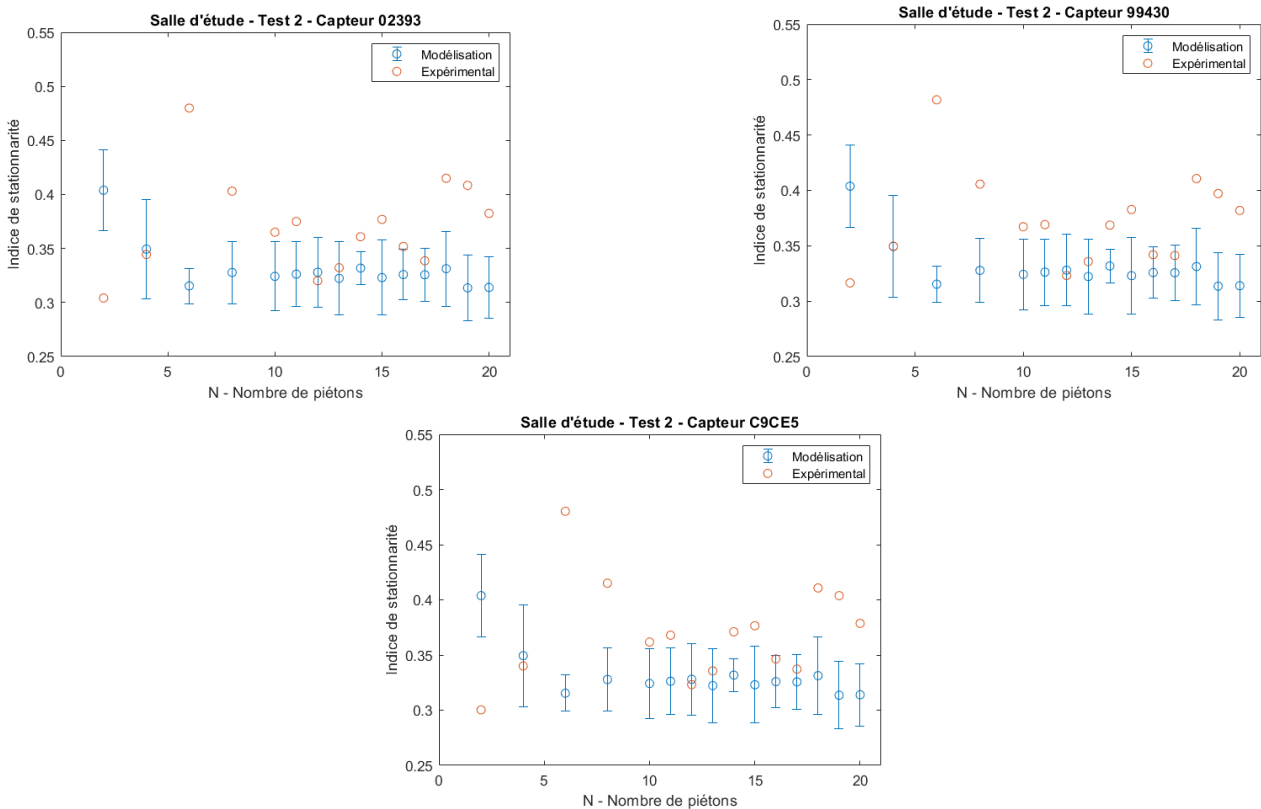 Salle d'étude - Test 2 - Capteur 02393
0.55
0.5
0.45
0.4
0.35
0.3
0.25
Indice de stationnarité
0
5
10
15
20
N - Nombre de piétons
Modélisation
Expérimental
Salle d'étude - Test 2 - Capteur 99430
0.55
0.5
0.45
0.4
0.35
0.3
0.25
Indice de stationnarité
0
5
10
15
20
N - Nombre de piétons
Modélisation
Expérimental
Salle d'étude - Test 2 - Capteur C9CE5
0.55
0.5
0.45
0.4
0.35
0.3
0.25
Indice de stationnarité
0
5
10
15
20
N - Nombre de piétons
Modélisation
Expérimental